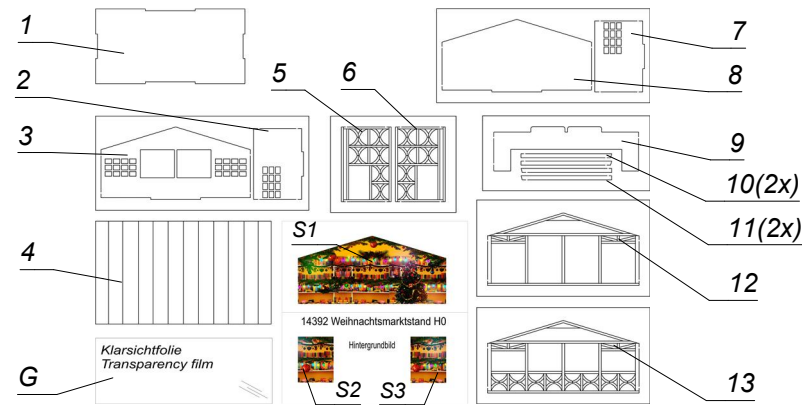 1
2
3
4
G
5
6
7
8
9
10(2x)
11(2x)
12
13
S1
14392 Weihnachtsmarktstand H0
Hintergrundbild
S2
S3
Klarsichtfolie
Transparency film